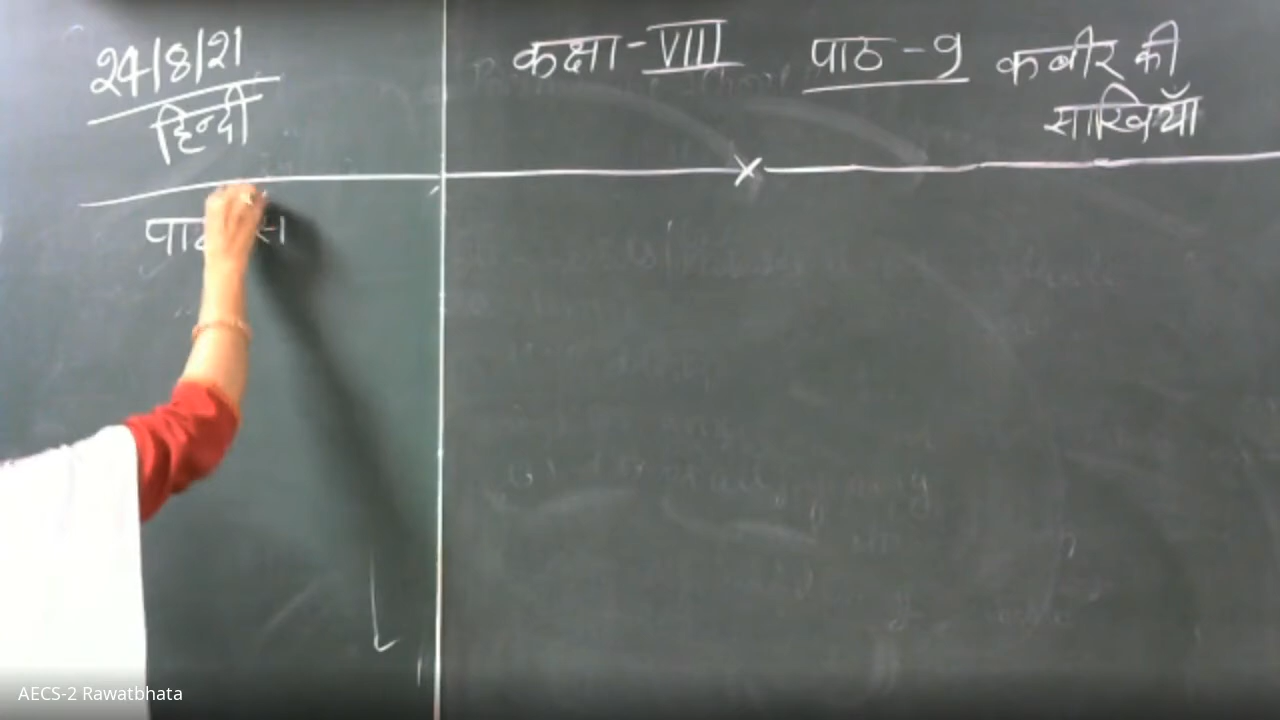 24/8/21
हिन्दी
कक्षा - VIII पाठ - 9 कबीर की
साखियाँ
AECS-2 Rawatbhata